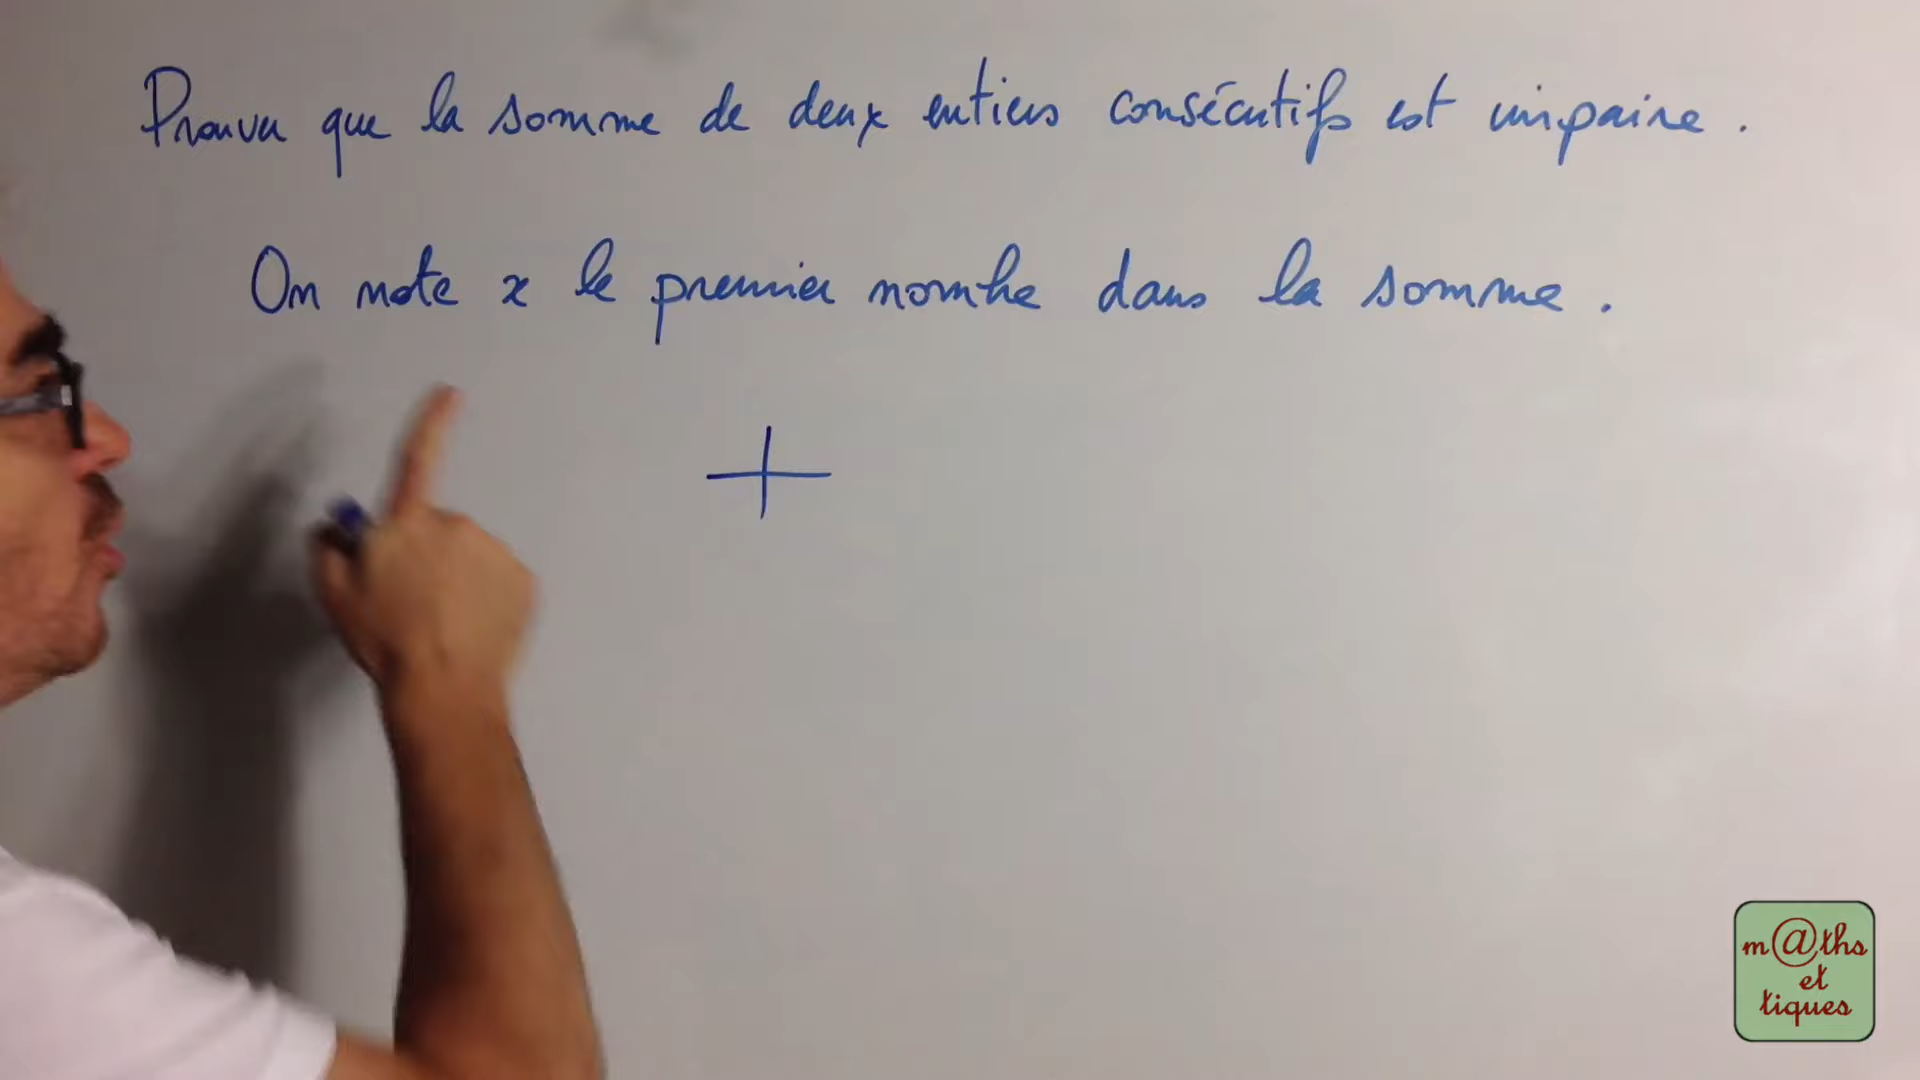 Prouver que la somme de deux entiers consécutifs est impaire.
On note x le premier nombre dans la somme.
+
m@ths
et
tiques